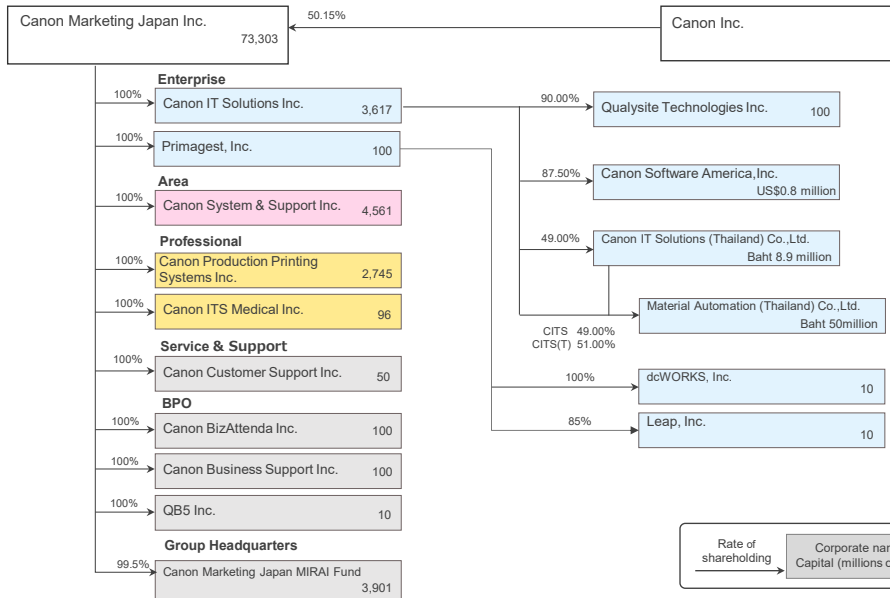 Canon Marketing Japan Inc.
73,303
50.15%
Canon Inc.
Enterprise
100%
Canon IT Solutions Inc.
3,617
90.00%
Qualysite Technologies Inc.
100
100%
Primagest, Inc.
100
87.50%
Canon Software America,Inc.
US$0.8 million
Area
100%
Canon System & Support Inc.
4,561
49.00%
Canon IT Solutions (Thailand) Co.,Ltd.
Baht 8.9 million
Professional
100%
Canon Production Printing
Systems Inc.
2,745
100%
Canon ITS Medical Inc.
96
Material Automation (Thailand) Co.,Ltd.
Baht 50million
CITS 49.00%
CITS(T) 51.00%
Service & Support
100%
Canon Customer Support Inc.
50
100%
dcWORKS, Inc.
10
BPO
100%
Canon BizAttenda Inc.
100
85%
Leap, Inc.
10
100%
Canon Business Support Inc.
100
100%
QB5 Inc.
10
Group Headquarters
99.5%
Canon Marketing Japan MIRAI Fund
3,901
Rate of
shareholding
Corporate nar
Capital (millions o